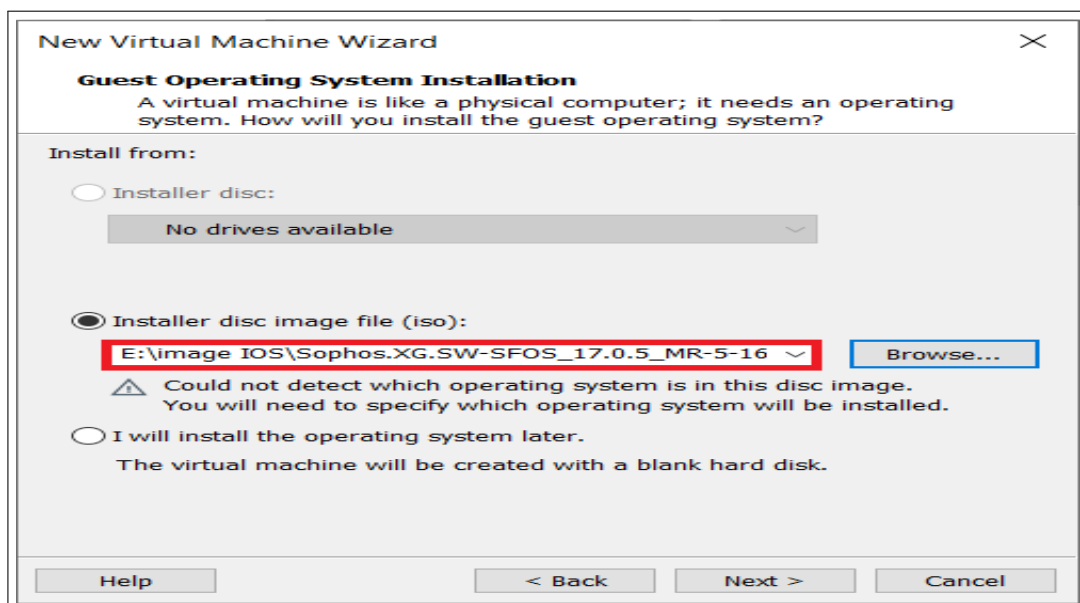 New Virtual Machine Wizard
Guest Operating System Installation
A virtual machine is like a physical computer; it needs an operating
system. How will you install the guest operating system?
Install from:
Installer disc:
No drives available
Installer disc image file (iso):
E:\image IOS\Sophos.XG.SW-SFOS_17.0.5_MR-5-16
Browse...
Could not detect which operating system is in this disc image.
You will need to specify which operating system will be installed.
I will install the operating system later.
The virtual machine will be created with a blank hard disk.
Help
< Back
Next >
Cancel